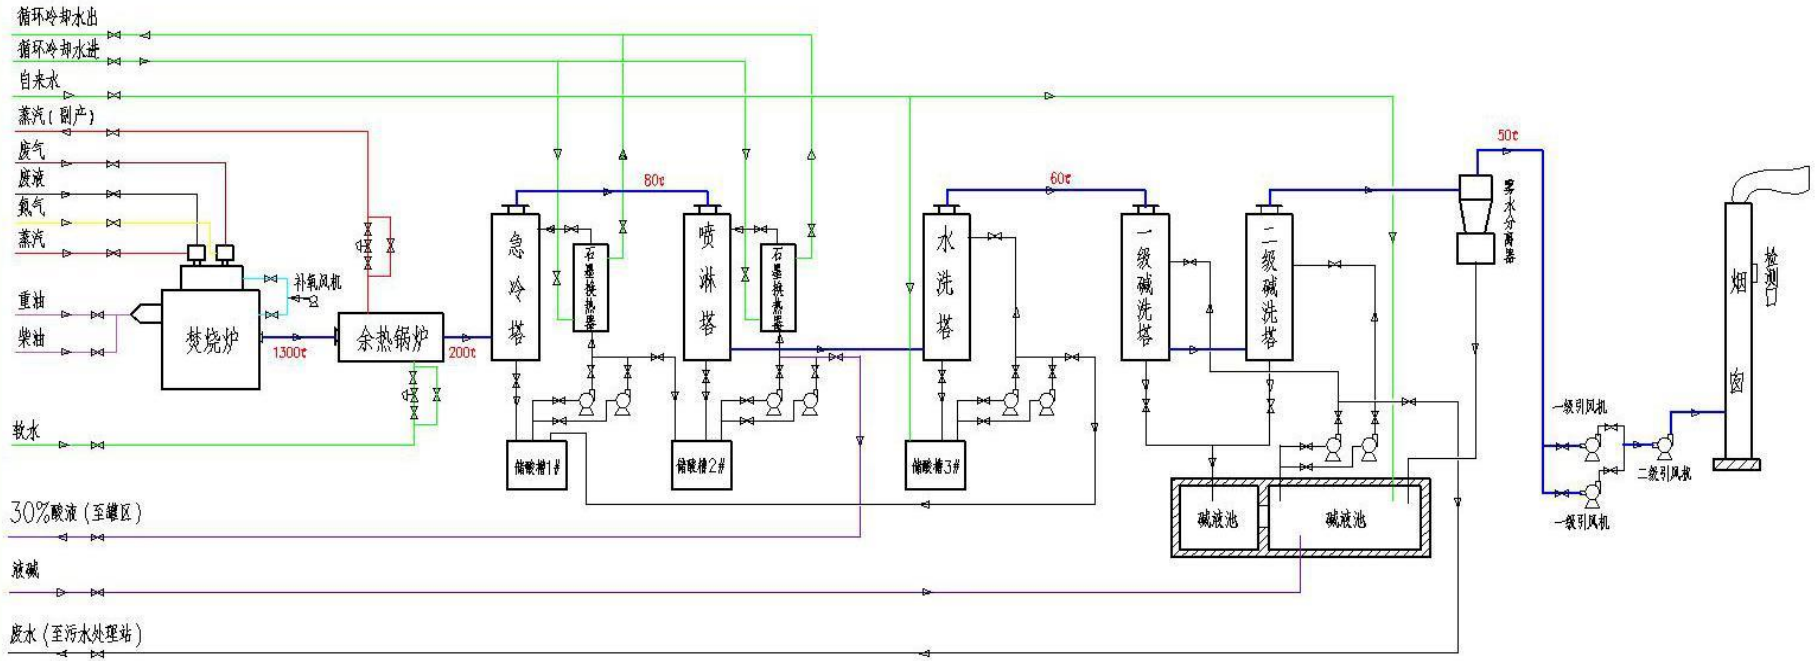 循环冷却水出
循环冷却水进
自来水
蒸汽(副产)
废气
废液
氮气
蒸汽
重油
柴油
软水
30%酸液(至罐区)
液碱
废水(至污水处理站)
补氧风机
焚烧炉
1300℃
余热锅炉
200℃
急冷塔
石墨换热器
80℃
喷淋塔
石墨换热器
水洗塔
60℃
一级碱洗塔
二级碱洗塔
雾水分离器
50℃
储酸槽1#
储酸槽2#
储酸槽3#
碱液池
碱液池
一级引风机
一级引风机
二级引风机
烟囱
检测口